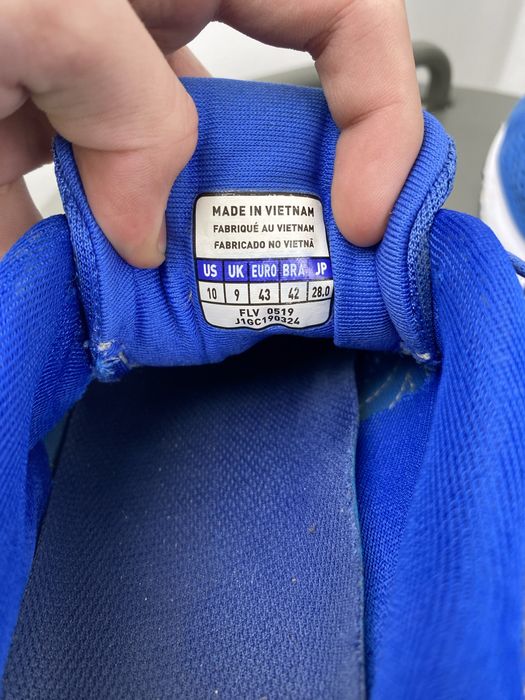 MADE IN VIETNAM
FABRIQUÉ AU VIETNAM
FABRICADO NO VIETNÃ
US UK EURO BRA JP
10 9 43 42 28.0
FLV 0519
J1GC190324